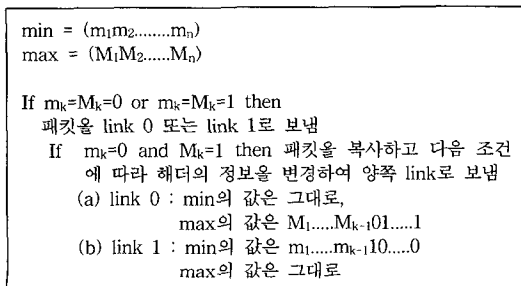 min = (m₁m₂........mₙ)
max = (M₁M₂......Mₙ)
If mₖ=Mₖ=0 or mₖ=Mₖ=1 then
패킷을 link 0 또는 link 1로 보냄
If mₖ=0 and Mₖ=1 then 패킷을 복사하고 다음 조건
에 따라 해더의 정보을 변경하여 양쪽 link로 보냄
(a) link 0 : min의 값은 그대로,
max의 값은 M₁.....Mₖ₋₁01.....1
(b) link 1 : min의 값은 m₁.....mₖ₋₁10.....0
max의 값은 그대로